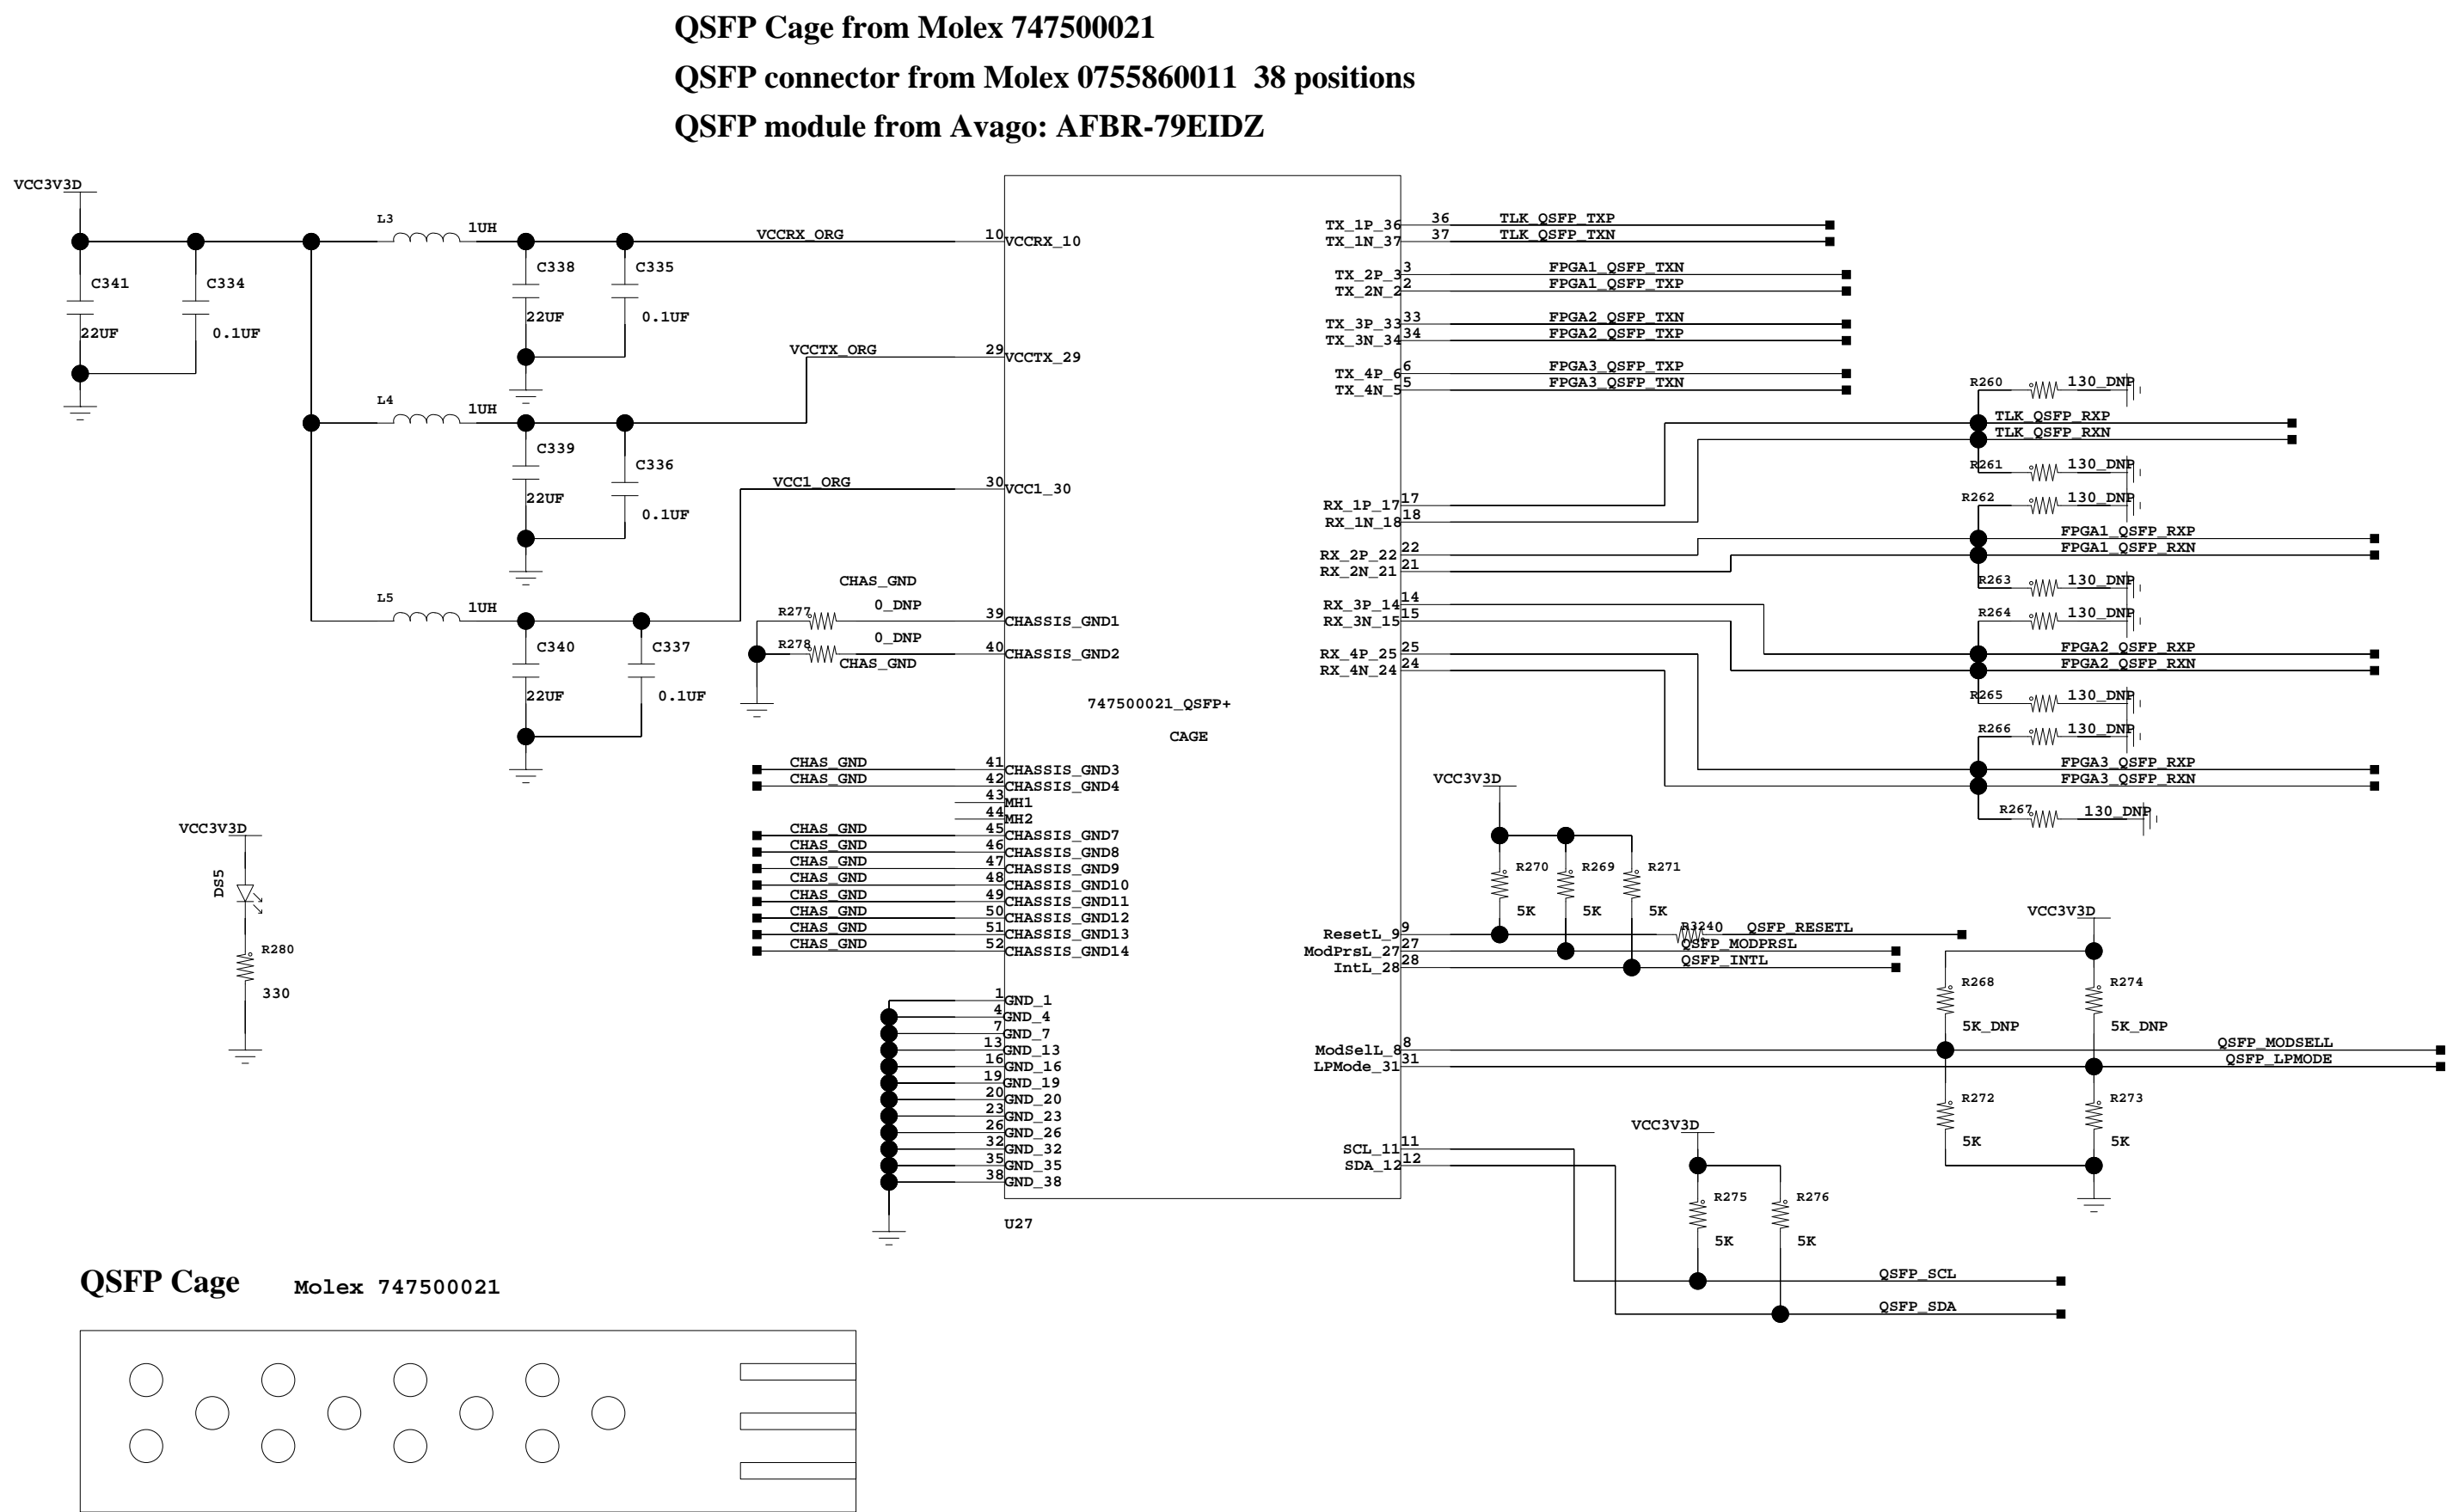 QSFP Cage from Molex 747500021
QSFP connector from Molex 0755860011 38 positions
QSFP module from Avago: AFBR-79EIDZ
VCC3V3D
C341
22UF
C334
0.1UF
L3
1UH
C338
22UF
C335
0.1UF
VCCRX_ORG
10
VCCRX_10
L4
1UH
C339
22UF
C336
0.1UF
VCCTX_ORG
29
VCCTX_29
L5
1UH
C340
22UF
C337
0.1UF
VCC1_ORG
30
VCC1_30
CHAS_GND
R277
0_DNP
39
CHASSIS_GND1
R278
0_DNP
CHAS_GND
40
CHASSIS_GND2
747500021_QSFP+
CAGE
CHAS_GND 41 CHASSIS_GND3
CHAS_GND 42 CHASSIS_GND4
43 MH1
44 MH2
CHAS_GND 45 CHASSIS_GND7
CHAS_GND 46 CHASSIS_GND8
CHAS_GND 47 CHASSIS_GND9
CHAS_GND 48 CHASSIS_GND10
CHAS_GND 49 CHASSIS_GND11
CHAS_GND 50 CHASSIS_GND12
CHAS_GND 51 CHASSIS_GND13
CHAS_GND 52 CHASSIS_GND14
1 GND_1
4 GND_4
7 GND_7
13 GND_13
16 GND_16
19 GND_19
20 GND_20
23 GND_23
26 GND_26
32 GND_32
35 GND_35
38 GND_38
U27
VCC3V3D
DS5
R280
330
TX_1P_36 36 TLK_QSFP_TXP
TX_1N_37 37 TLK_QSFP_TXN
TX_2P_3 3 FPGA1_QSFP_TXN
TX_2N_2 2 FPGA1_QSFP_TXP
TX_3P_33 33 FPGA2_QSFP_TXN
TX_3N_34 34 FPGA2_QSFP_TXP
TX_4P_6 6 FPGA3_QSFP_TXP
TX_4N_5 5 FPGA3_QSFP_TXN
RX_1P_17 17
RX_1N_18 18
RX_2P_22 22
RX_2N_21 21
RX_3P_14 14
RX_3N_15 15
RX_4P_25 25
RX_4N_24 24
R260 130_DNP
TLK_QSFP_RXP
TLK_QSFP_RXN
R261 130_DNP
R262 130_DNP
FPGA1_QSFP_RXP
FPGA1_QSFP_RXN
R263 130_DNP
R264 130_DNP
FPGA2_QSFP_RXP
FPGA2_QSFP_RXN
R265 130_DNP
R266 130_DNP
FPGA3_QSFP_RXP
FPGA3_QSFP_RXN
R267 130_DNP
VCC3V3D
R270 R269 R271
5K 5K 5K
ResetL_9 9 R324 0 QSFP_RESETL
ModPrsL_27 27 QSFP_MODPRSL
IntL_28 28 QSFP_INTL
VCC3V3D
R268 R274
5K_DNP 5K_DNP
ModSelL_8 8 QSFP_MODSELL
LPMode_31 31 QSFP_LPMODE
R272 R273
5K 5K
VCC3V3D
SCL_11 11
SDA_12 12
R275 R276
5K 5K
QSFP_SCL
QSFP_SDA
QSFP Cage Molex 747500021